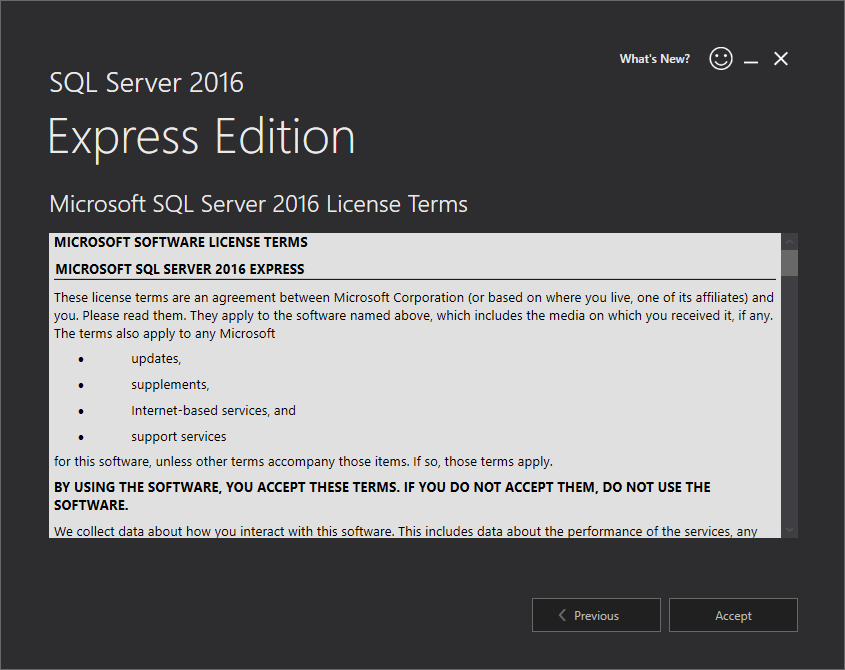 What's New?
SQL Server 2016
Express Edition
Microsoft SQL Server 2016 License Terms
MICROSOFT SOFTWARE LICENSE TERMS
MICROSOFT SQL SERVER 2016 EXPRESS
These license terms are an agreement between Microsoft Corporation (or based on where you live, one of its affiliates) and
you. Please read them. They apply to the software named above, which includes the media on which you received it, if any.
The terms also apply to any Microsoft
• updates,
• supplements,
• Internet-based services, and
• support services
for this software, unless other terms accompany those items. If so, those terms apply.
BY USING THE SOFTWARE, YOU ACCEPT THESE TERMS. IF YOU DO NOT ACCEPT THEM, DO NOT USE THE
SOFTWARE.
We collect data about how you interact with this software. This includes data about the performance of the services, any
Previous
Accept